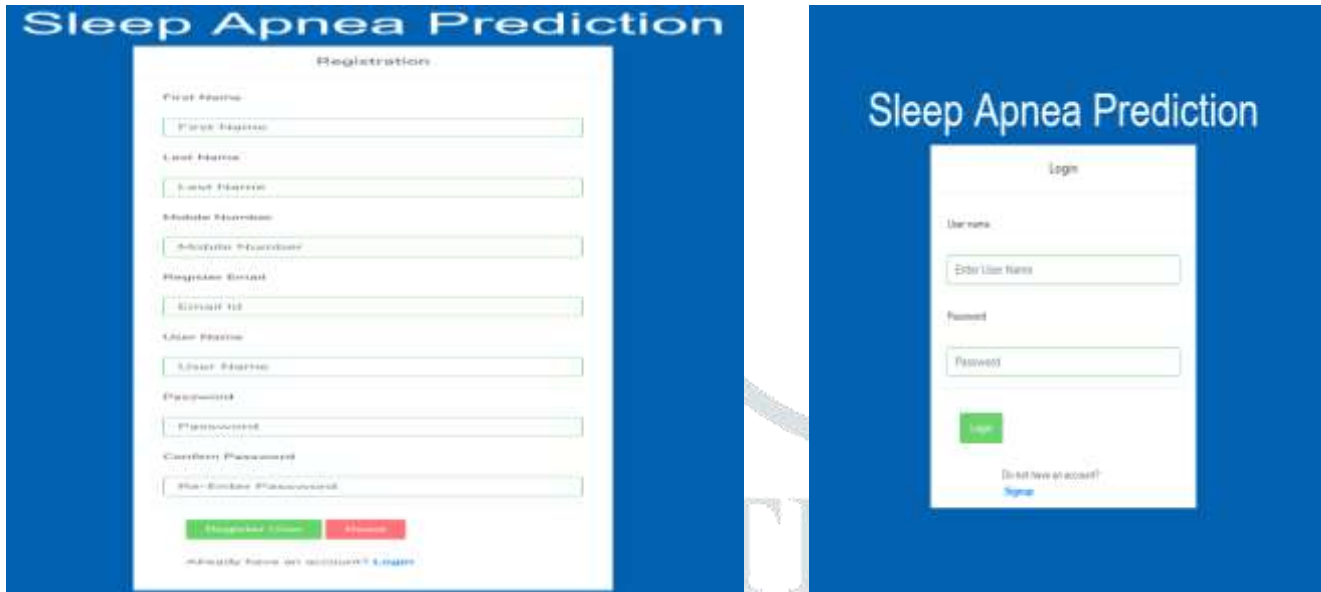 Sleep Apnea Prediction
Registration
First Name
First Name
Last Name
Last Name
Mobile Number
Mobile Number
Register Email
Email Id
User Name
User Name
Password
Password
Confirm Password
Re-Enter Password
Register User
Reset
Already have an account? Login
Sleep Apnea Prediction
Login
User name
Enter User Name
Password
Password
Login
Do not have an account?
Signup